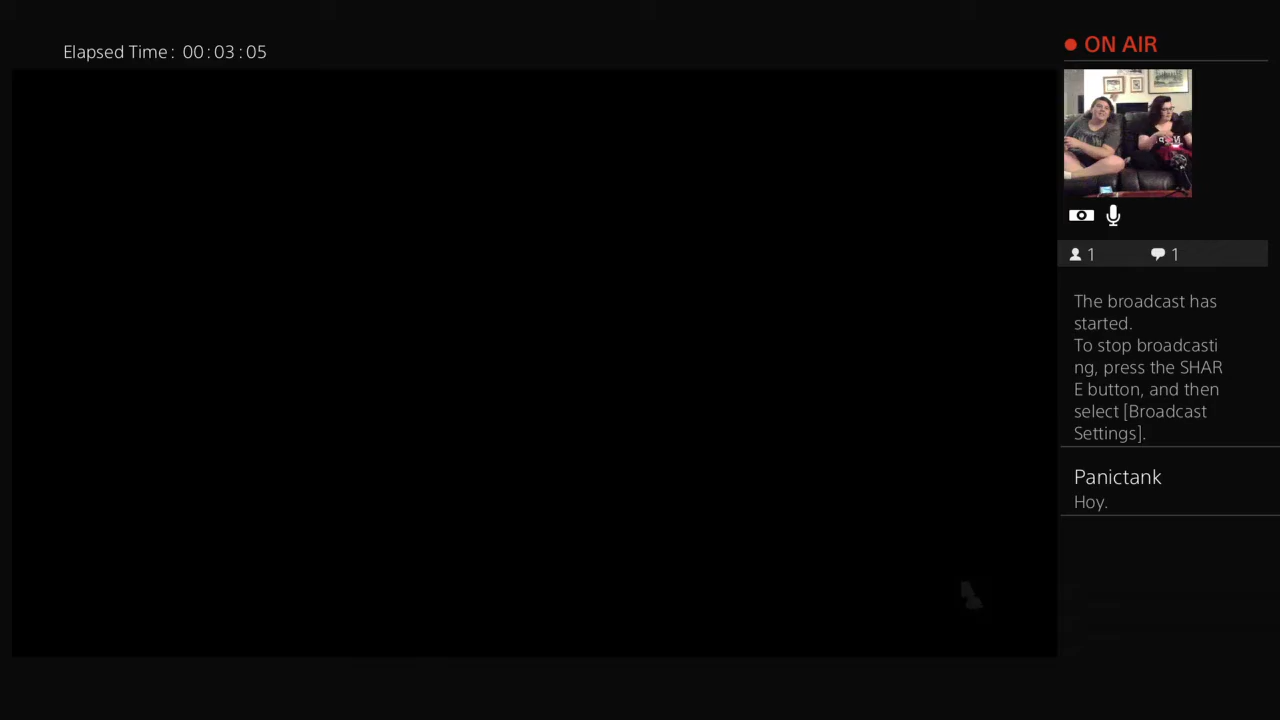 Elapsed Time: 00:03:05
ON AIR
1
1
The broadcast has
started.
To stop broadcasti
ng, press the SHAR
E button, and then
select [Broadcast
Settings].
Panictank
Hoy.